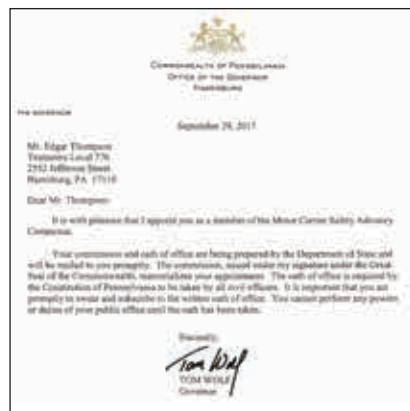 COMMONWEALTH OF PENNSYLVANIA
OFFICE OF THE GOVERNOR
HARRISBURG
THE GOVERNOR
September 29, 2017
Mr. Edgar Thompson
Teamsters Local 776
2552 Jefferson Street
Harrisburg, PA 17110
Dear Mr. Thompson:
It is with pleasure that I appoint you as a member of the Motor Carrier Safety Advisory
Committee.
Your commission and oath of office are being prepared by the Department of State and
will be mailed to you promptly. The commission, issued under my signature under the Great
Seal of the Commonwealth, memorializes your appointment. The oath of office is required by
the Constitution of Pennsylvania to be taken by all civil officers. It is important that you act
promptly to swear and subscribe to the written oath of office. You cannot perform any powers
or duties of your public office until the oath has been taken.
Sincerely,
Tom Wolf
TOM WOLF
Governor